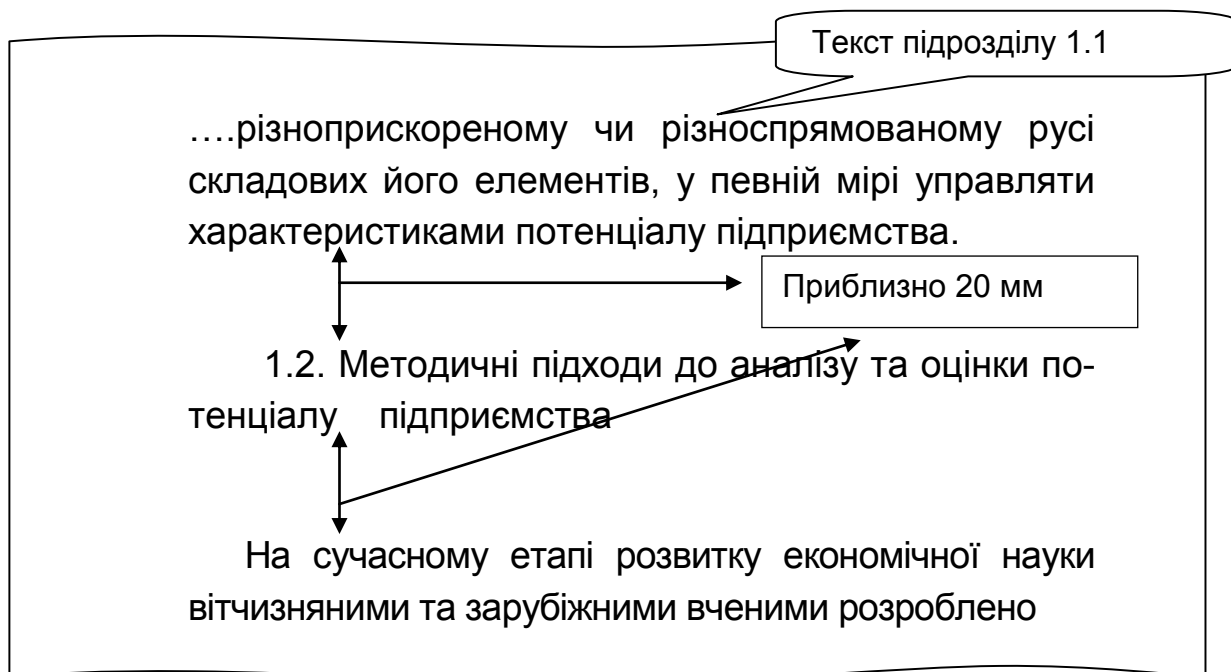 Текст підрозділу 1.1
….різноприскореному чи різноспрямованому русі
складових його елементів, у певній мірі управляти
характеристиками потенціалу підприємства.
Приблизно 20 мм
1.2. Методичні підходи до аналізу та оцінки по-
тенціалу підприємства
На сучасному етапі розвитку економічної науки
вітчизняними та зарубіжними вченими розроблено